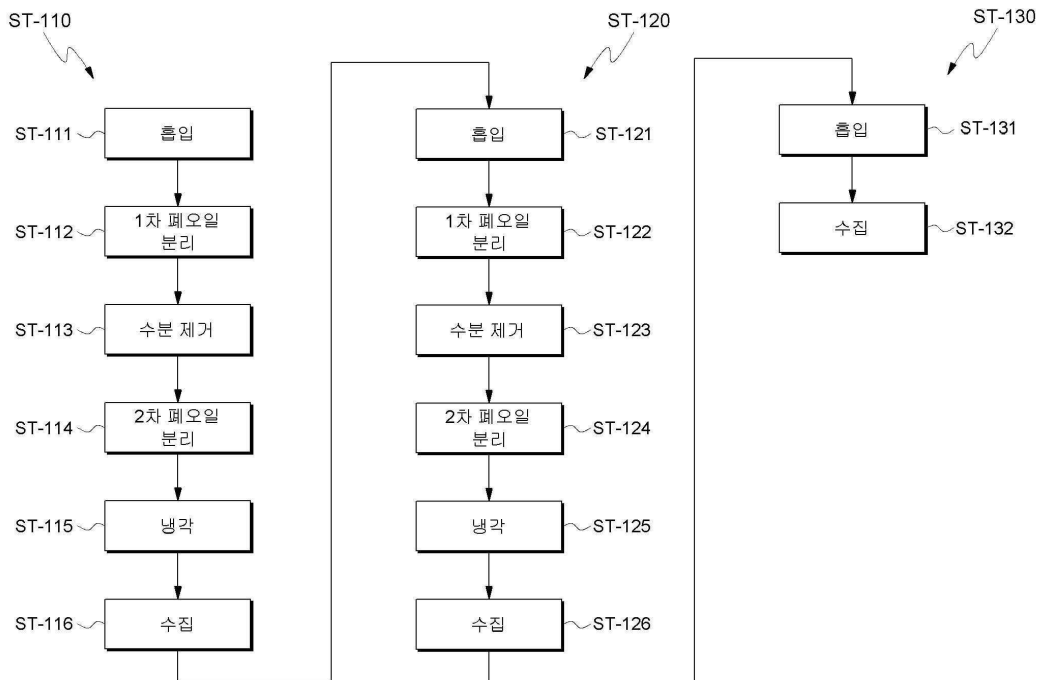 ST-110
ST-111
흡입
ST-112
1차 폐오일
분리
ST-113
수분 제거
ST-114
2차 폐오일
분리
ST-115
냉각
ST-116
수집
ST-120
흡입
ST-121
1차 폐오일
분리
ST-122
수분 제거
ST-123
2차 폐오일
분리
ST-124
냉각
ST-125
수집
ST-126
ST-130
흡입
ST-131
수집
ST-132